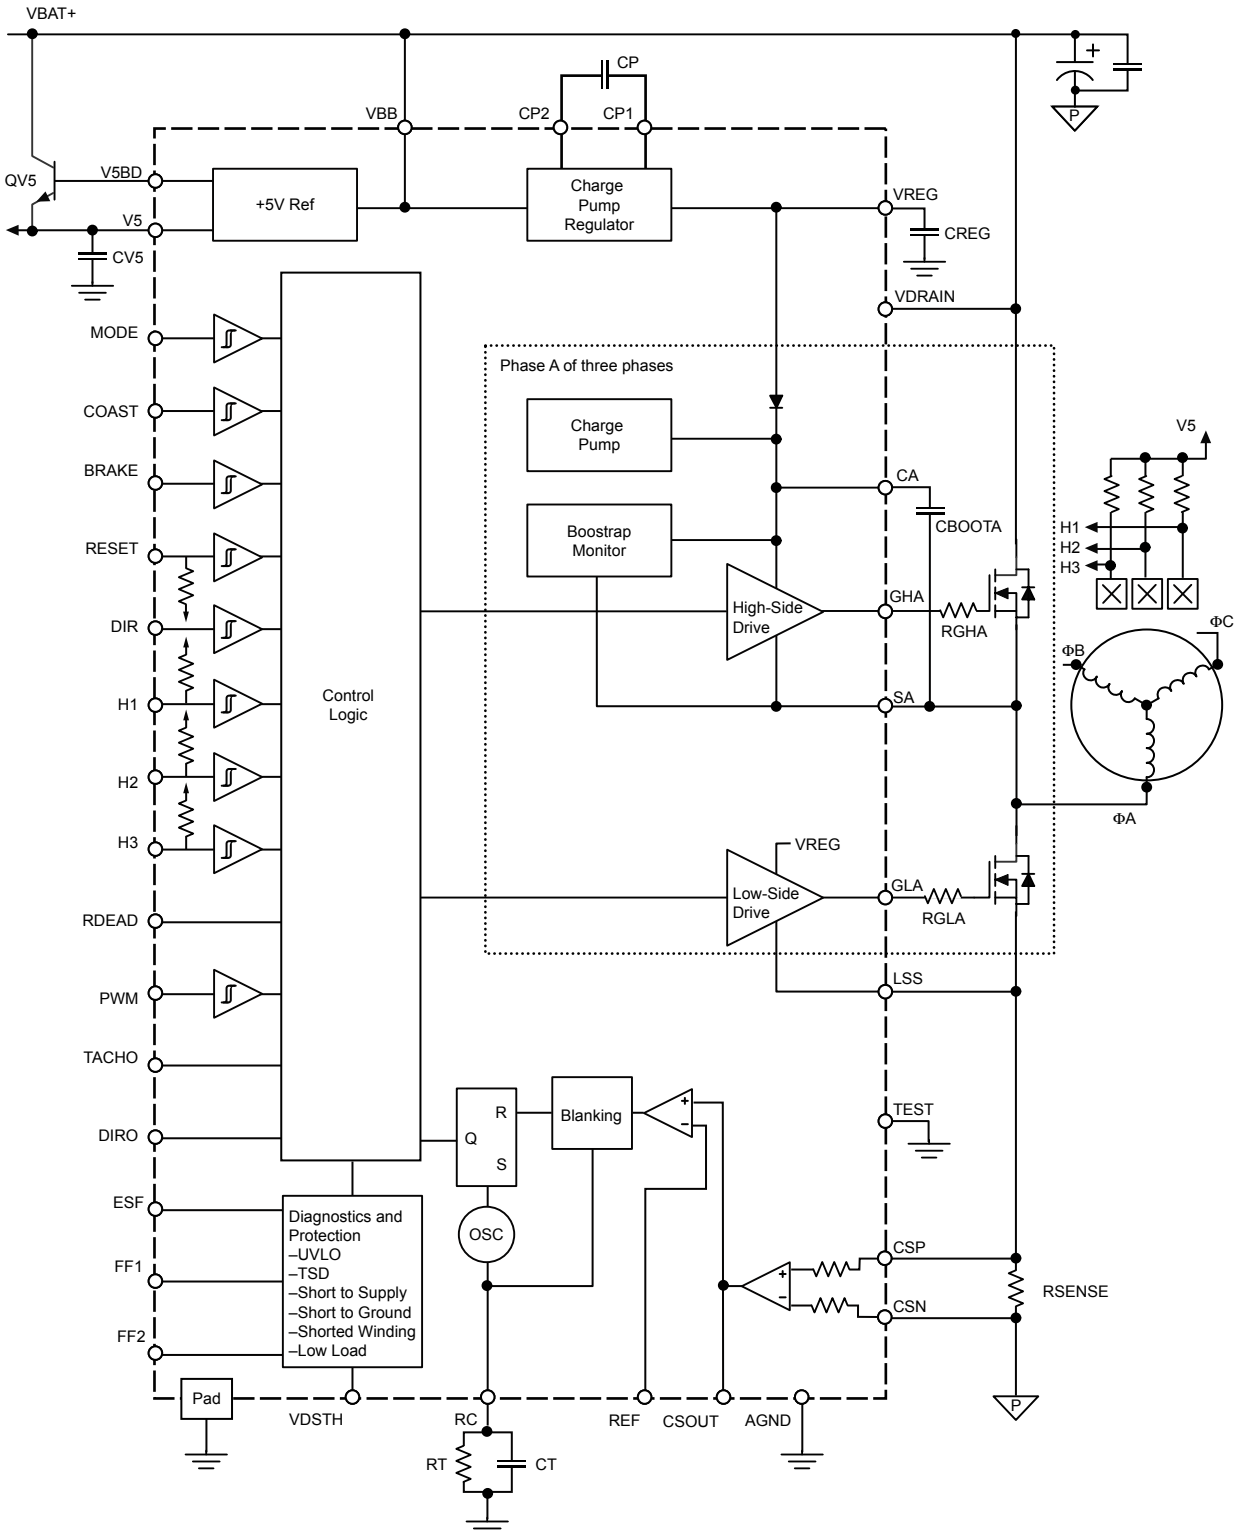 VBAT+
CP
VBB
CP2
CP1
QV5
V5BD
+5V Ref
Charge
Pump
Regulator
VREG
V5
CV5
CREG
VDRAIN
MODE
Phase A of three phases
COAST
Charge
Pump
V5
BRAKE
CA
CBOOTA
H1
H2
H3
RESET
Boostrap
Monitor
DIR
High-Side
Drive
GHA
RGHA
ΦC
ΦB
H1
Control
Logic
SA
H2
ΦA
H3
VREG
Low-Side
Drive
GLA
RGLA
RDEAD
LSS
PWM
TACHO
TEST
DIRO
R
Q
S
Blanking
+
–
ESF
Diagnostics and
Protection
–UVLO
–TSD
–Short to Supply
–Short to Ground
–Shorted Winding
–Low Load
OSC
FF1
+
–
CSP
CSN
RSENSE
FF2
Pad
VDSTH
RC
REF
CSOUT
AGND
P
RT
CT
+
P